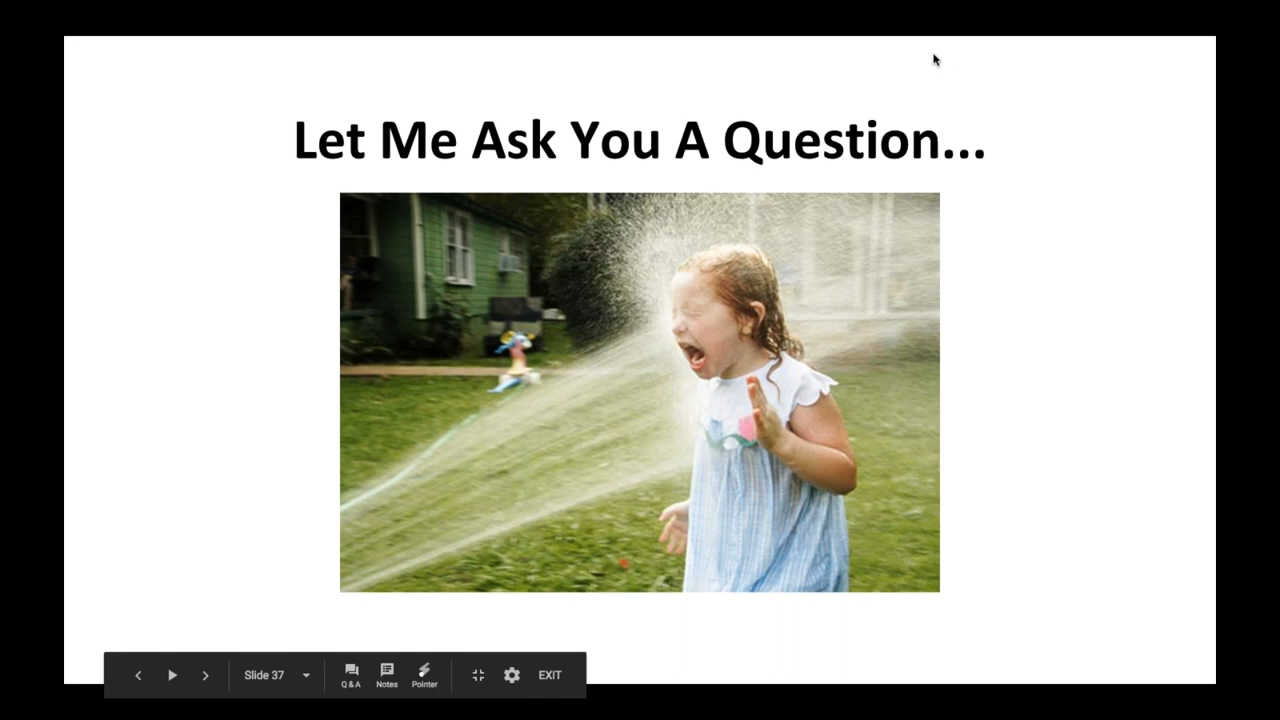 Let Me Ask You A Question...
Slide 37
Q & A
Notes
Pointer
EXIT